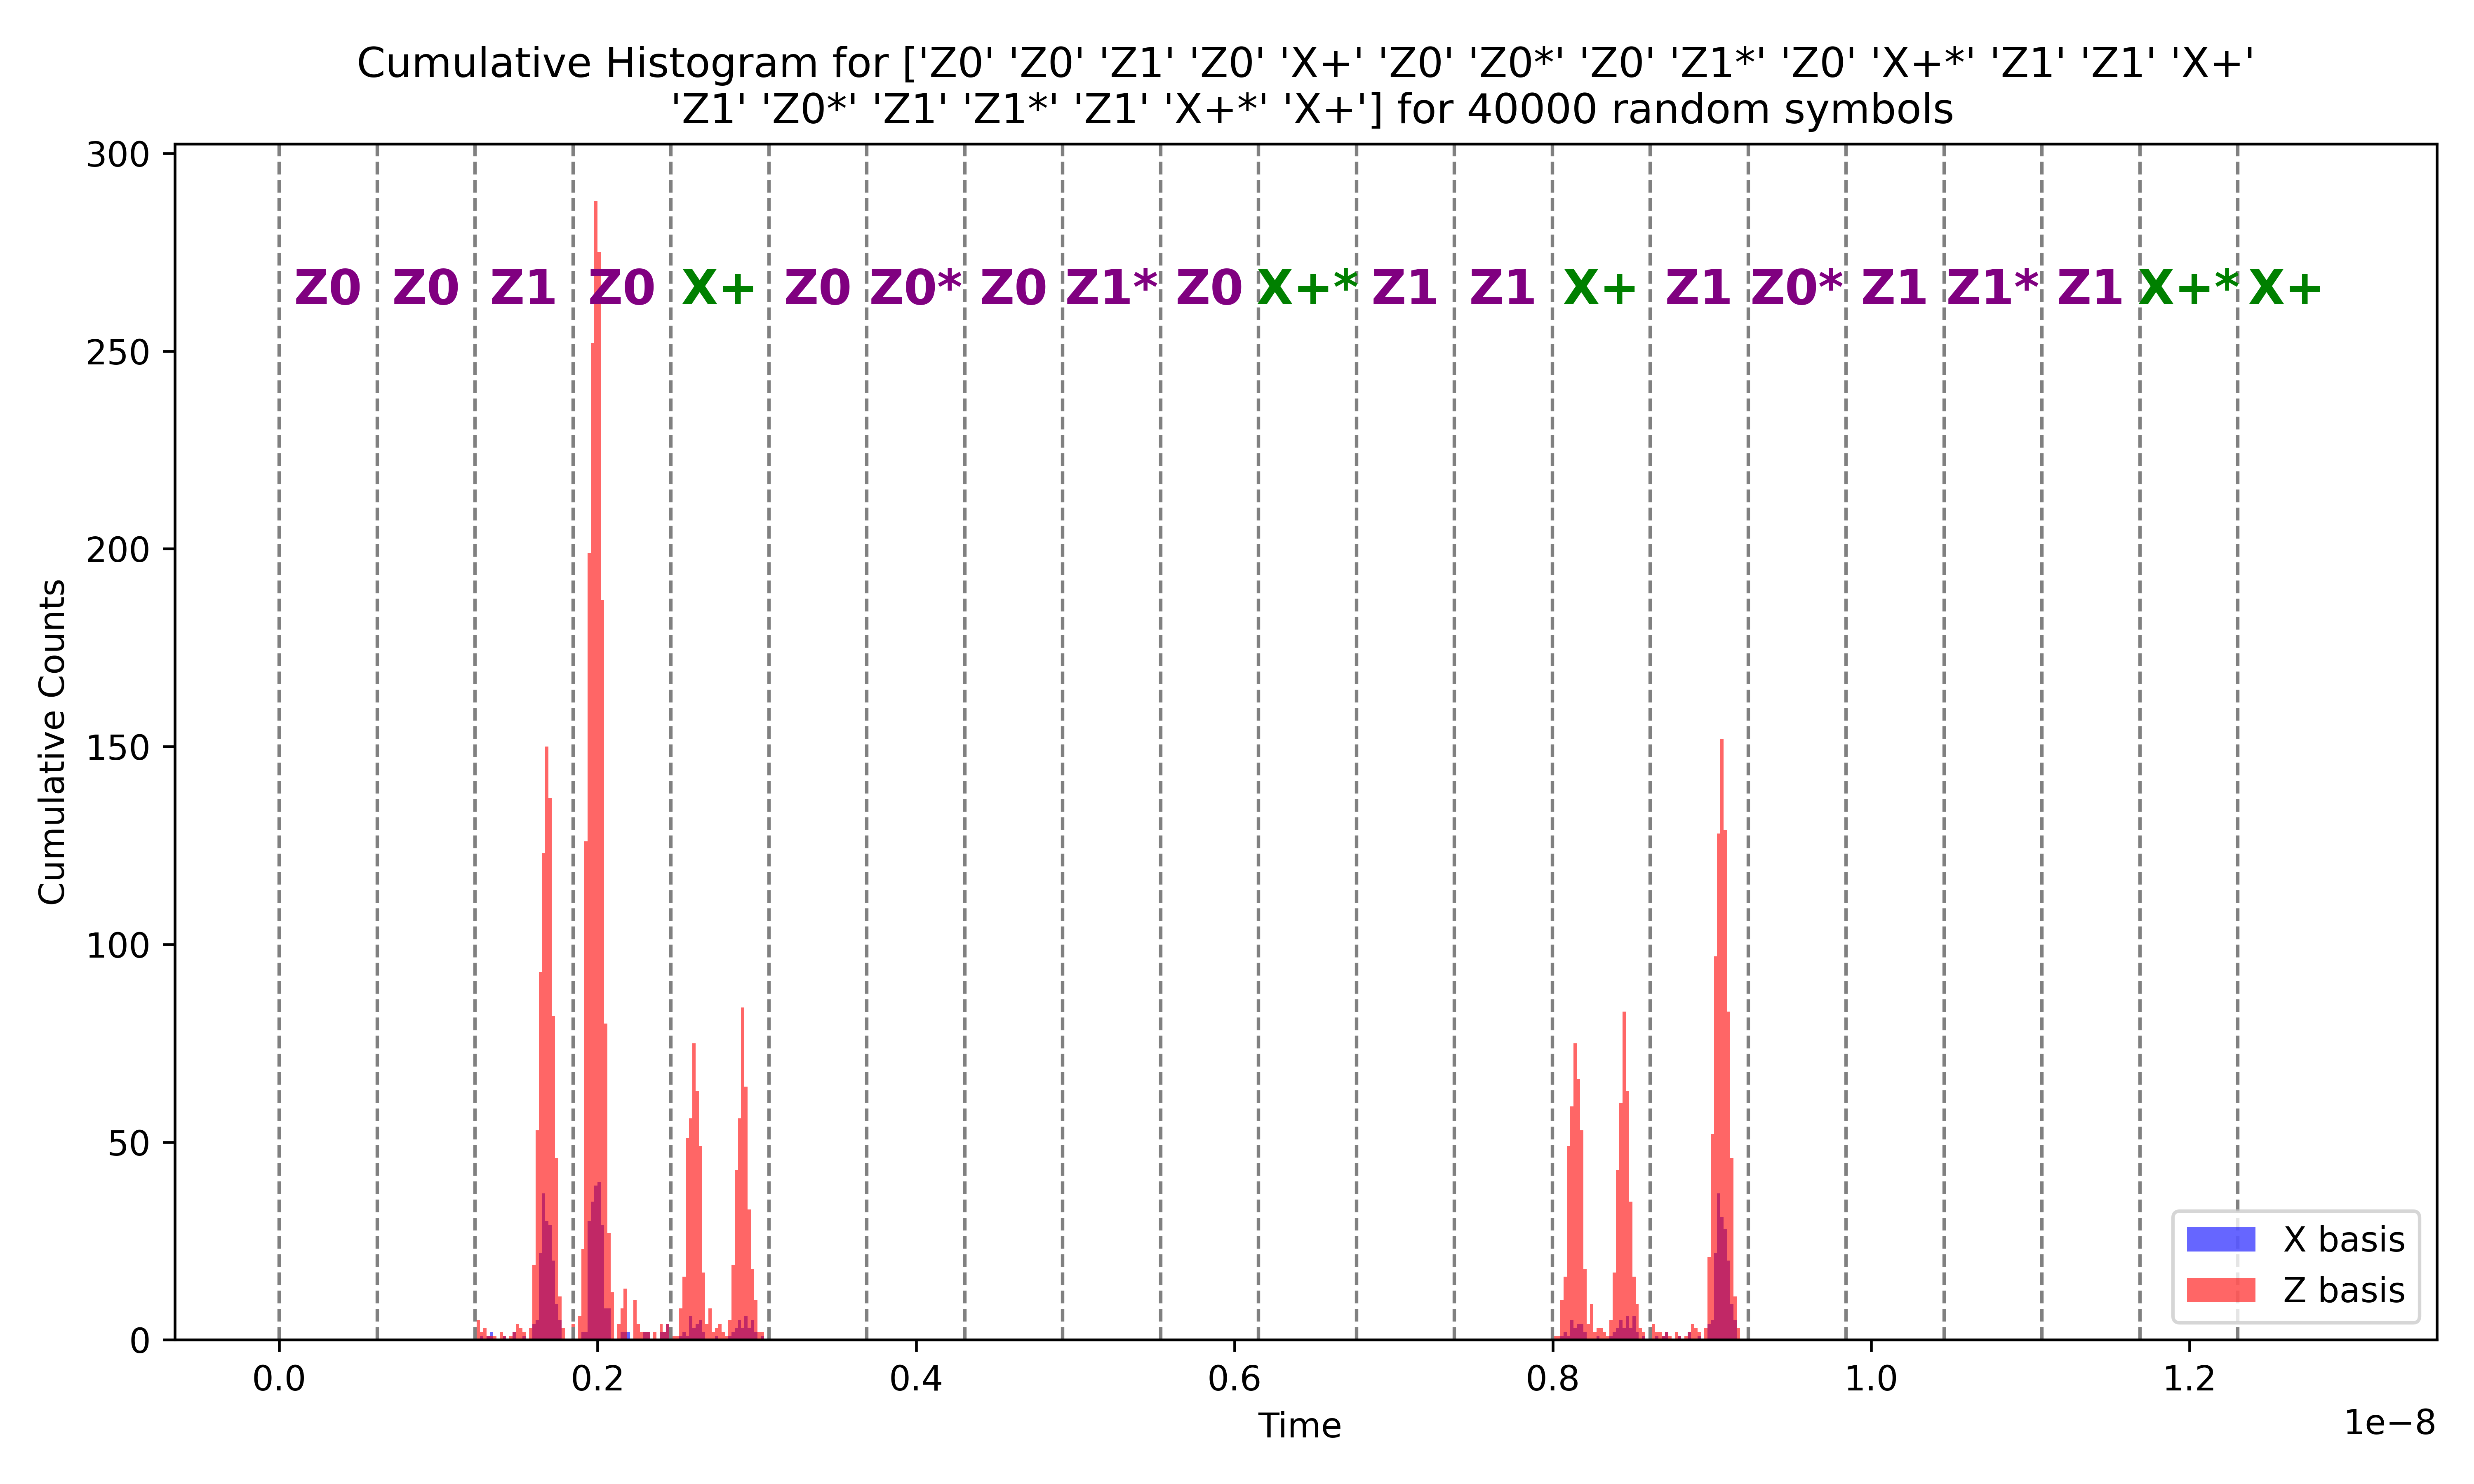 Cumulative Histogram for ['Z0' 'Z0' 'Z1' 'Z0' 'X+' 'Z0' 'Z0*' 'Z0' 'Z1*' 'Z0' 'X+*' 'Z1' 'Z1' 'X+'
'Z1' 'Z0*' 'Z1' 'Z1*' 'Z1' 'X+*' 'X+'] for 40000 random symbols
300
Z0 Z0 Z1 Z0 X+ Z0 Z0* Z0 Z1* Z0 X+* Z1 Z1 X+ Z1 Z0* Z1 Z1* Z1 X+* X+
250
200
150
100
50
0
Cumulative Counts
X basis
Z basis
0.0 0.2 0.4 0.6 0.8 1.0 1.2
Time
1e−8